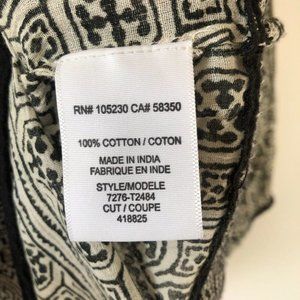 RN# 105230 CA# 58350
100% COTTON / COTON
MADE IN INDIA
FABRIQUE EN INDE
STYLE/MODELE
7276-T2484
CUT / COUPE
418825